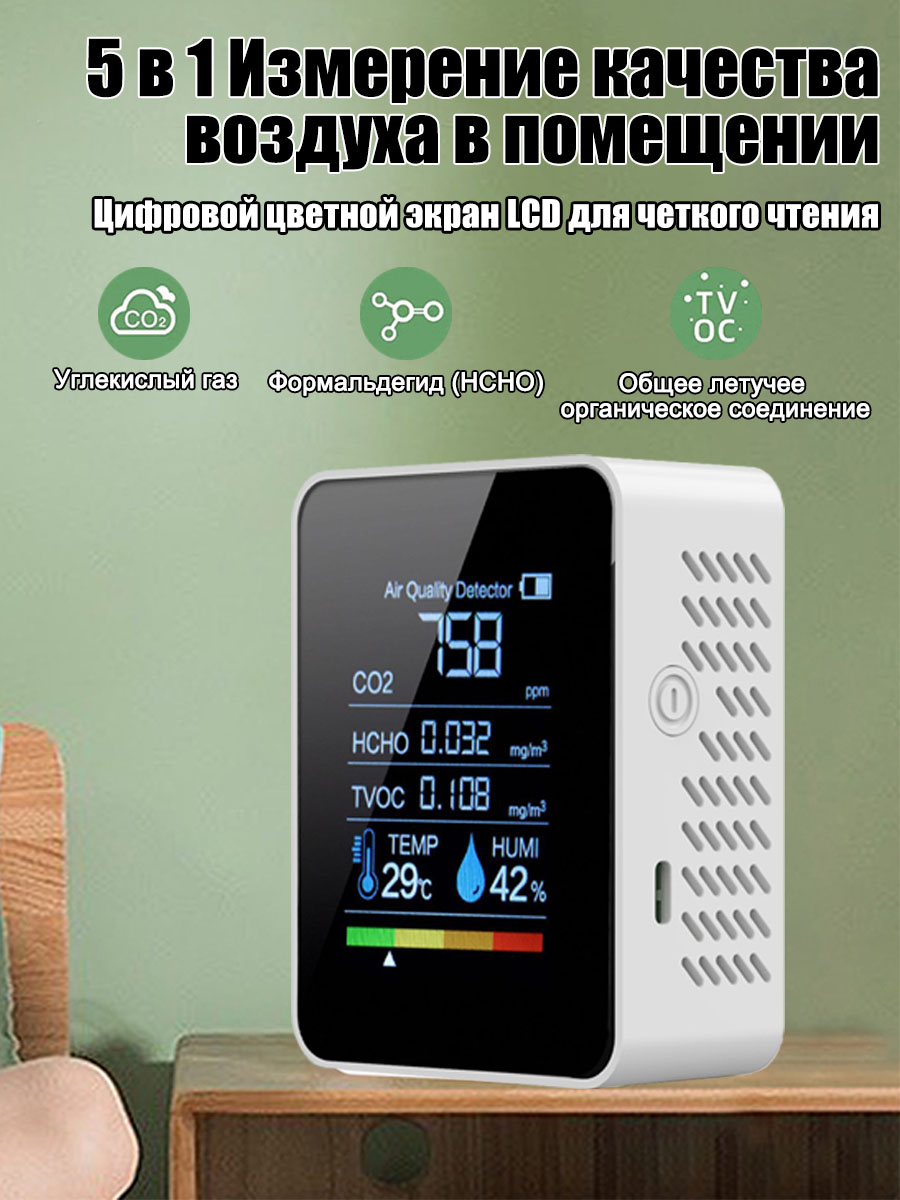 5 в 1 Измерение качества
воздуха в помещении
Цифровой цветной экран LCD для четкого чтения
CO2
TV
OC
Углекислый газ
Формальдегид (HCHO)
Общее летучее
органическое соединение
Air Quality Detector
758
CO2
ppm
HCHO 0.032 mg/m³
TVOC 0.108 mg/m³
TEMP HUMI
29°C 42%